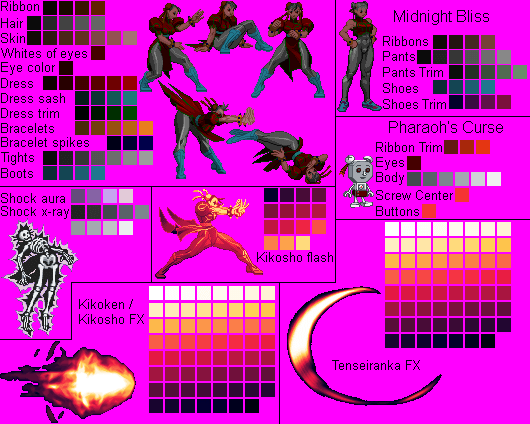 Ribbon
Hair
Skin
Whites of eyes
Eye color
Dress
Dress sash
Dress trim
Bracelets
Bracelet spikes
Tights
Boots
Midnight Bliss
Ribbons
Pants
Pants Trim
Shoes
Shoes Trim
Pharaoh's Curse
Ribbon Trim
Eyes
Body
Screw Center
Buttons
Shock aura
Shock x-ray
Kikosho flash
Kikoken /
Kikosho FX
Tenseiranka FX